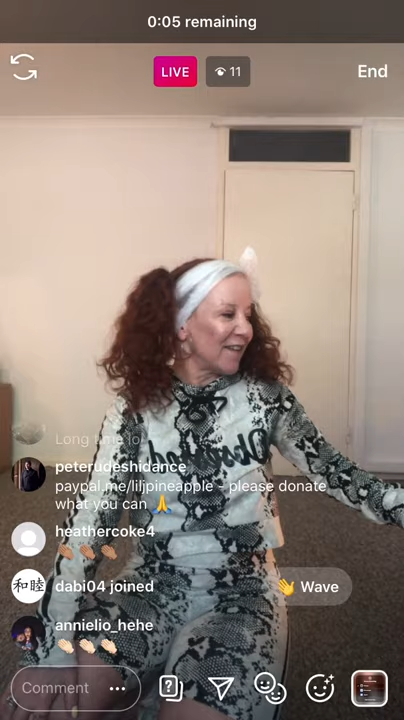 0:05 remaining
LIVE
11
End
Long time lo
peterudeshidance
paypal.me/liljpineapple - please donate
what you can 🙏
heathercoke4
👏🏼👏🏼👏🏼
和睦
dabi04 joined
👋 Wave
annielio_hehe
👏🏻👏🏻👏🏻
Comment